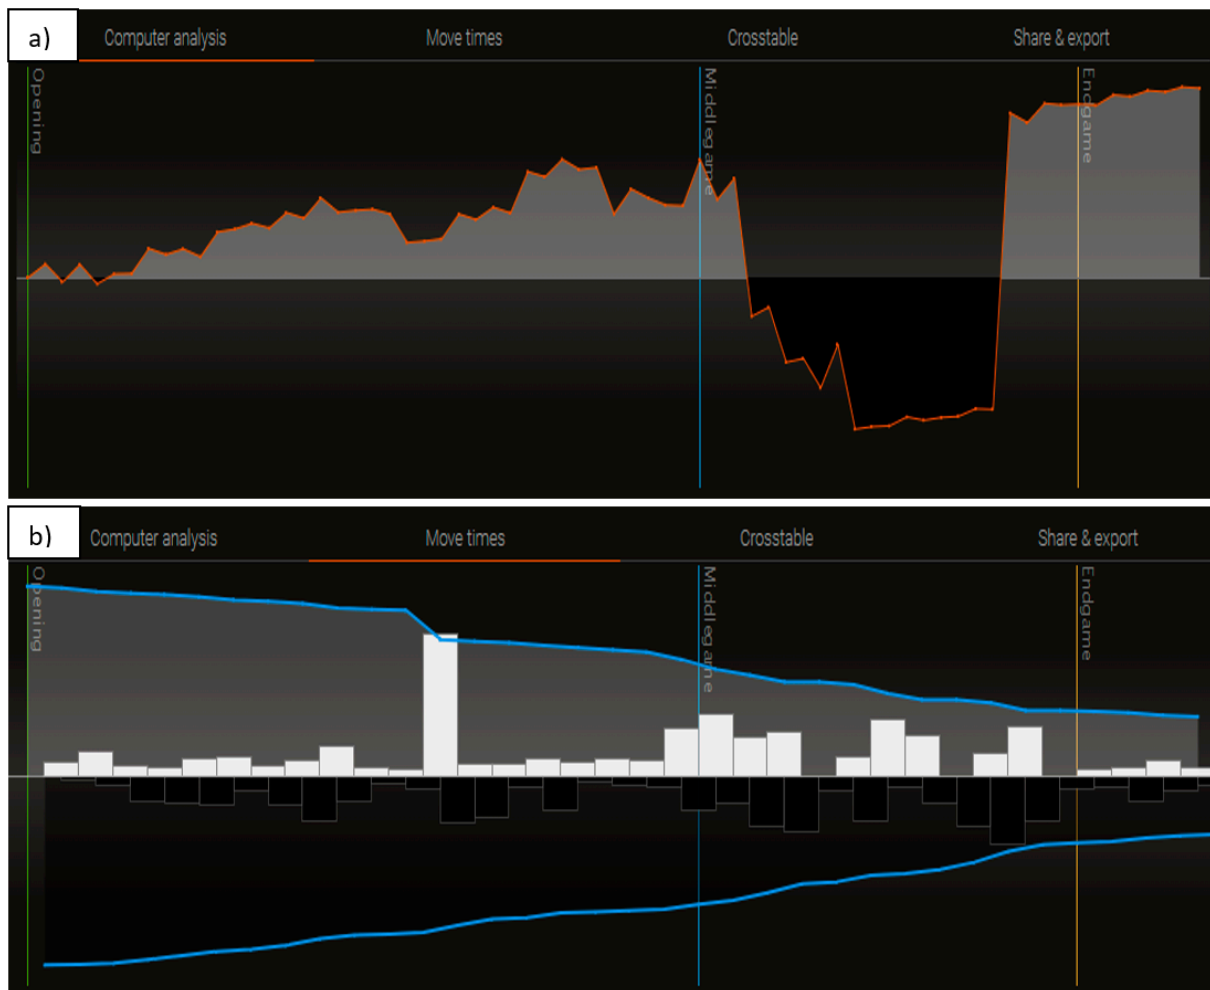 a)
Computer analysis Move times Crosstable Share & export
Opening
Middlegame
Endgame
b)
Computer analysis Move times Crosstable Share & export
Opening
Middlegame
Endgame